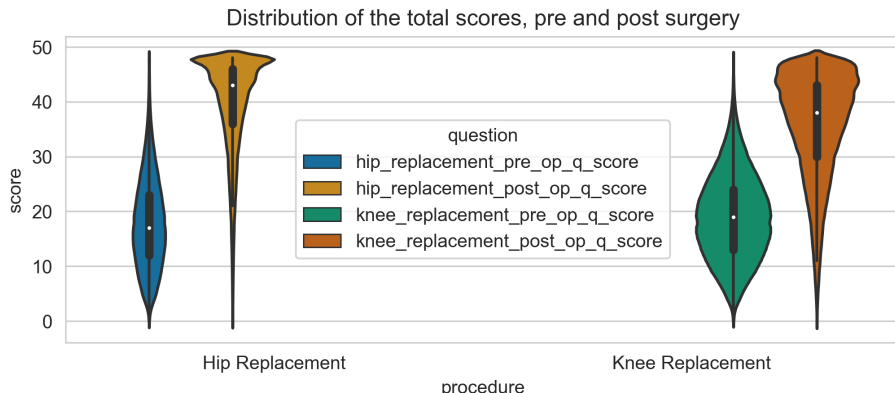 Distribution of the total scores, pre and post surgery
50
40
30
20
10
0
score
question
hip_replacement_pre_op_q_score
hip_replacement_post_op_q_score
knee_replacement_pre_op_q_score
knee_replacement_post_op_q_score
Hip Replacement
Knee Replacement
procedure